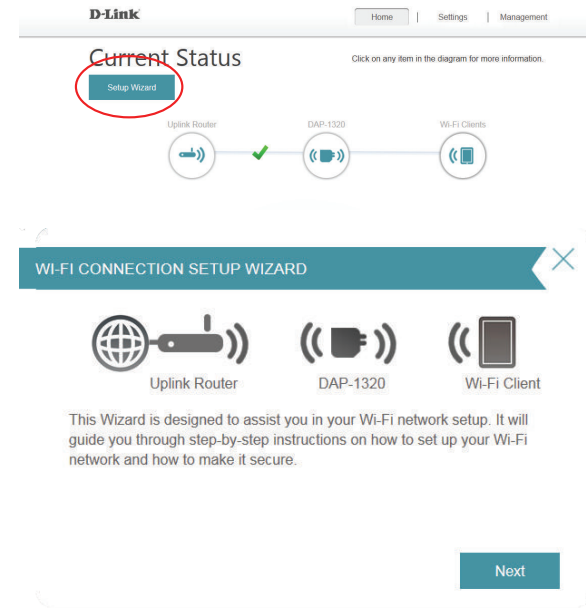 D-Link
Home | Settings | Management
Current Status
Click on any item in the diagram for more information.
Setup Wizard
Uplink Router DAP-1320 Wi-Fi Clients
WI-FI CONNECTION SETUP WIZARD
Uplink Router DAP-1320 Wi-Fi Client
This Wizard is designed to assist you in your Wi-Fi network setup. It will
guide you through step-by-step instructions on how to set up your Wi-Fi
network and how to make it secure.
Next